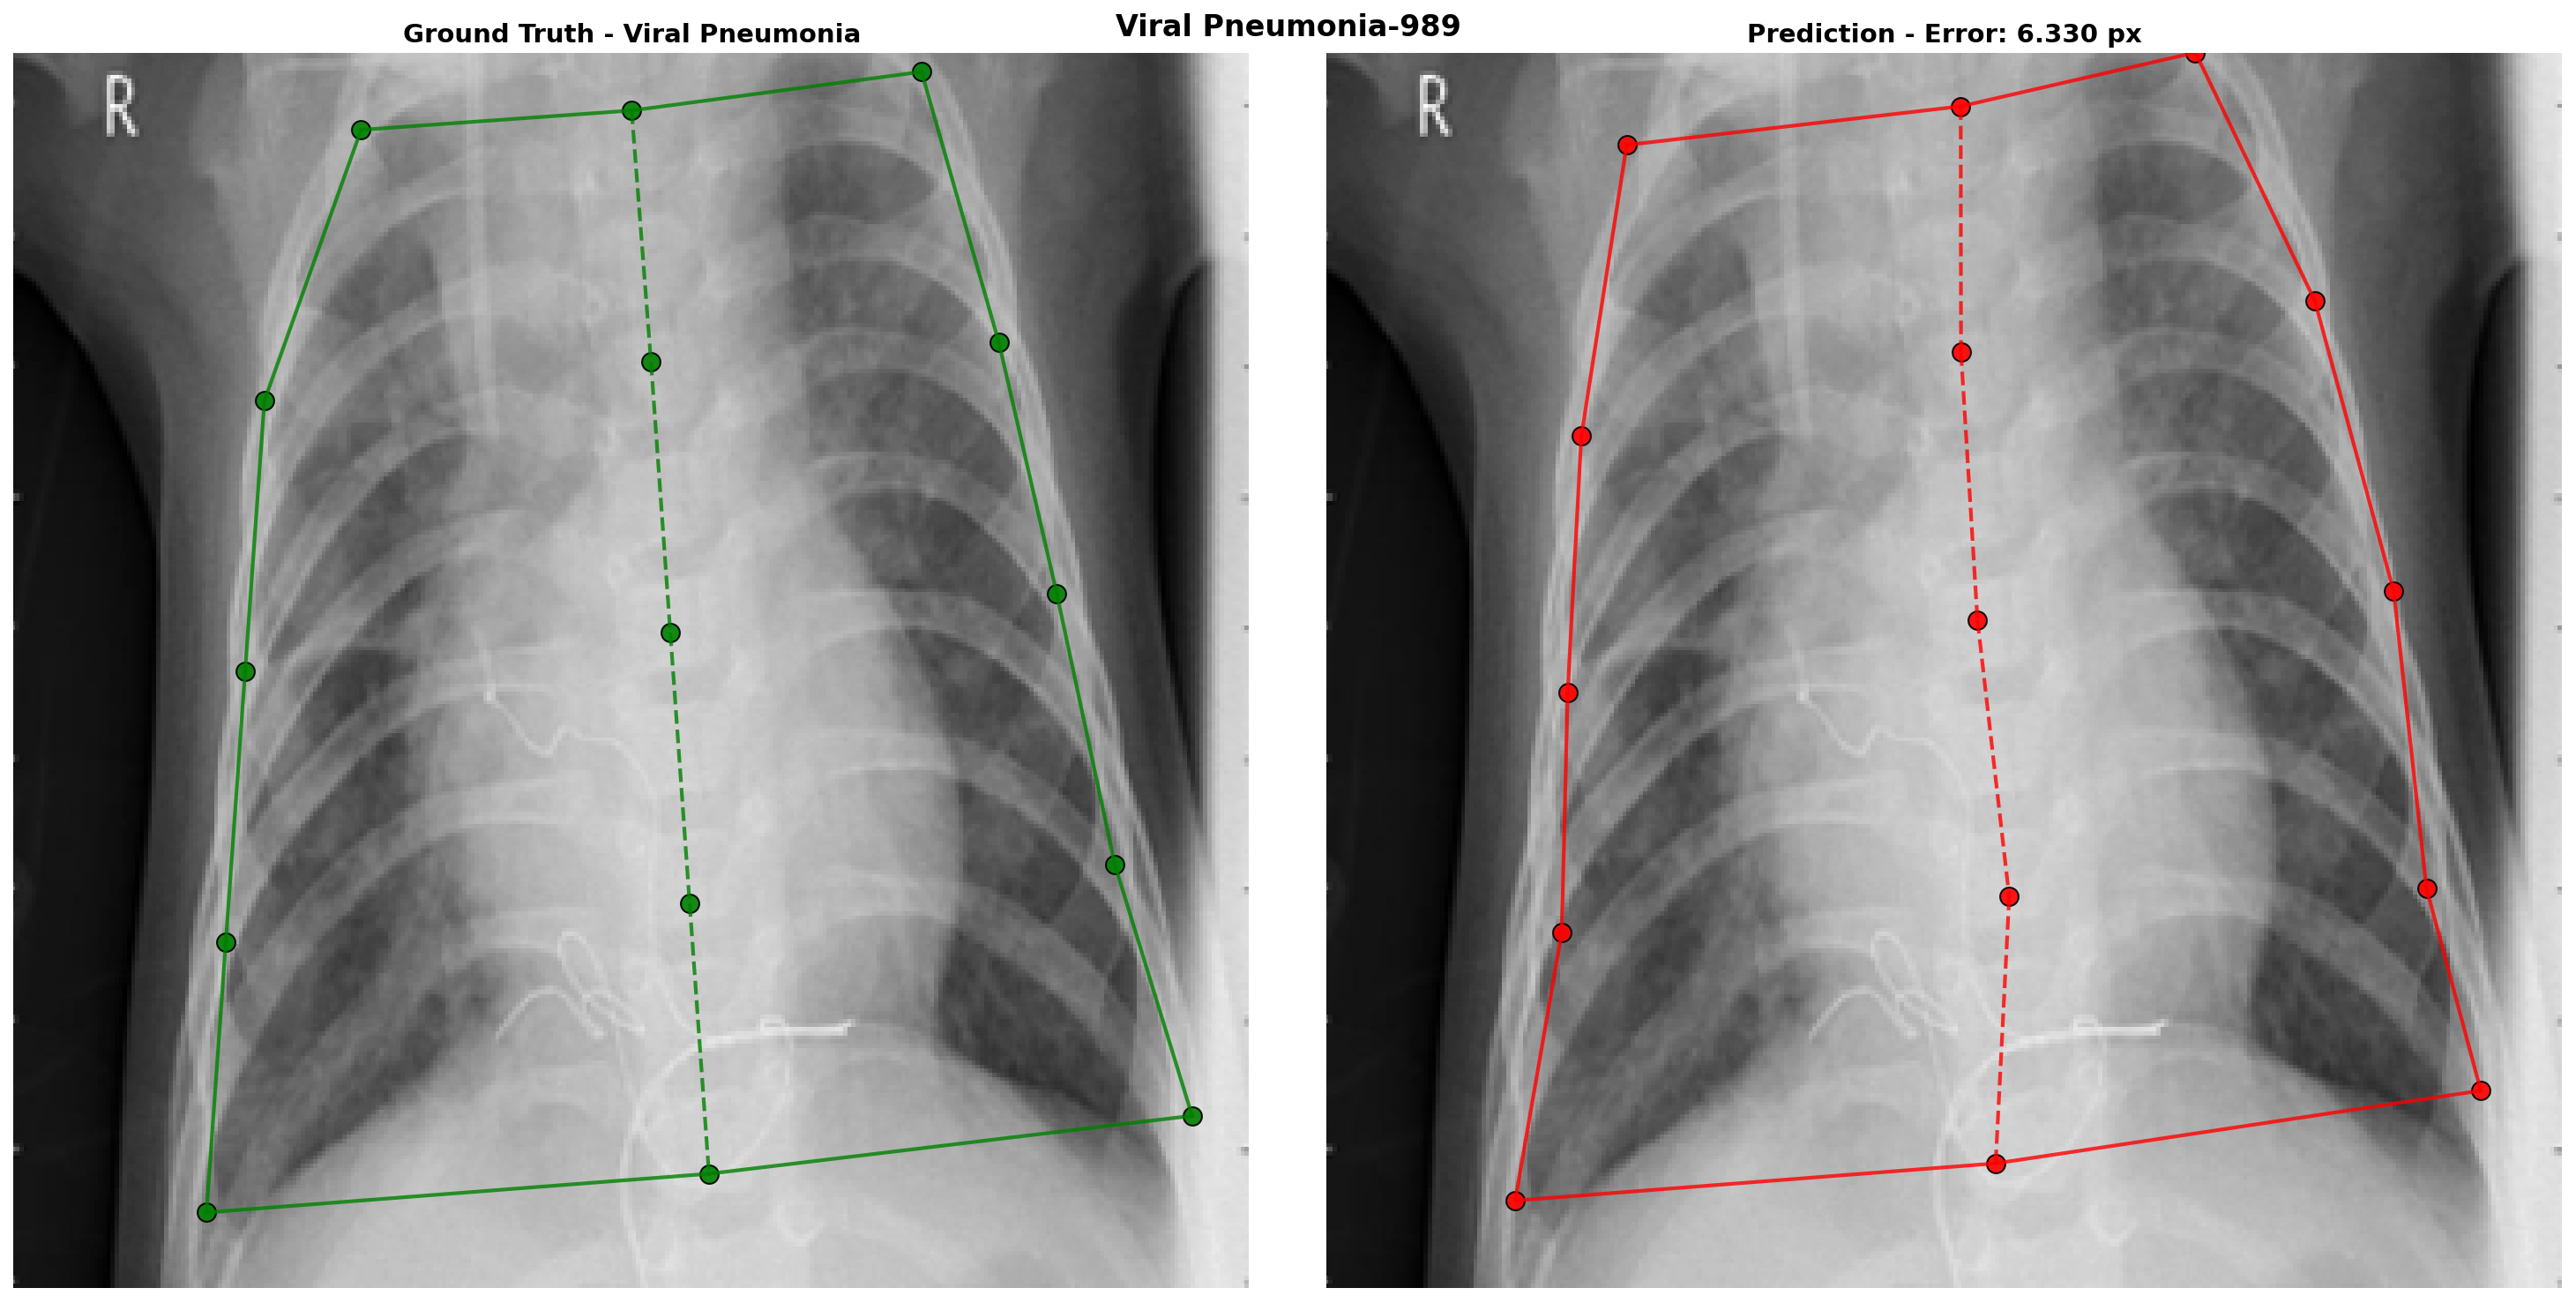 Viral Pneumonia-989
Ground Truth - Viral Pneumonia
Prediction - Error: 6.330 px
R
R